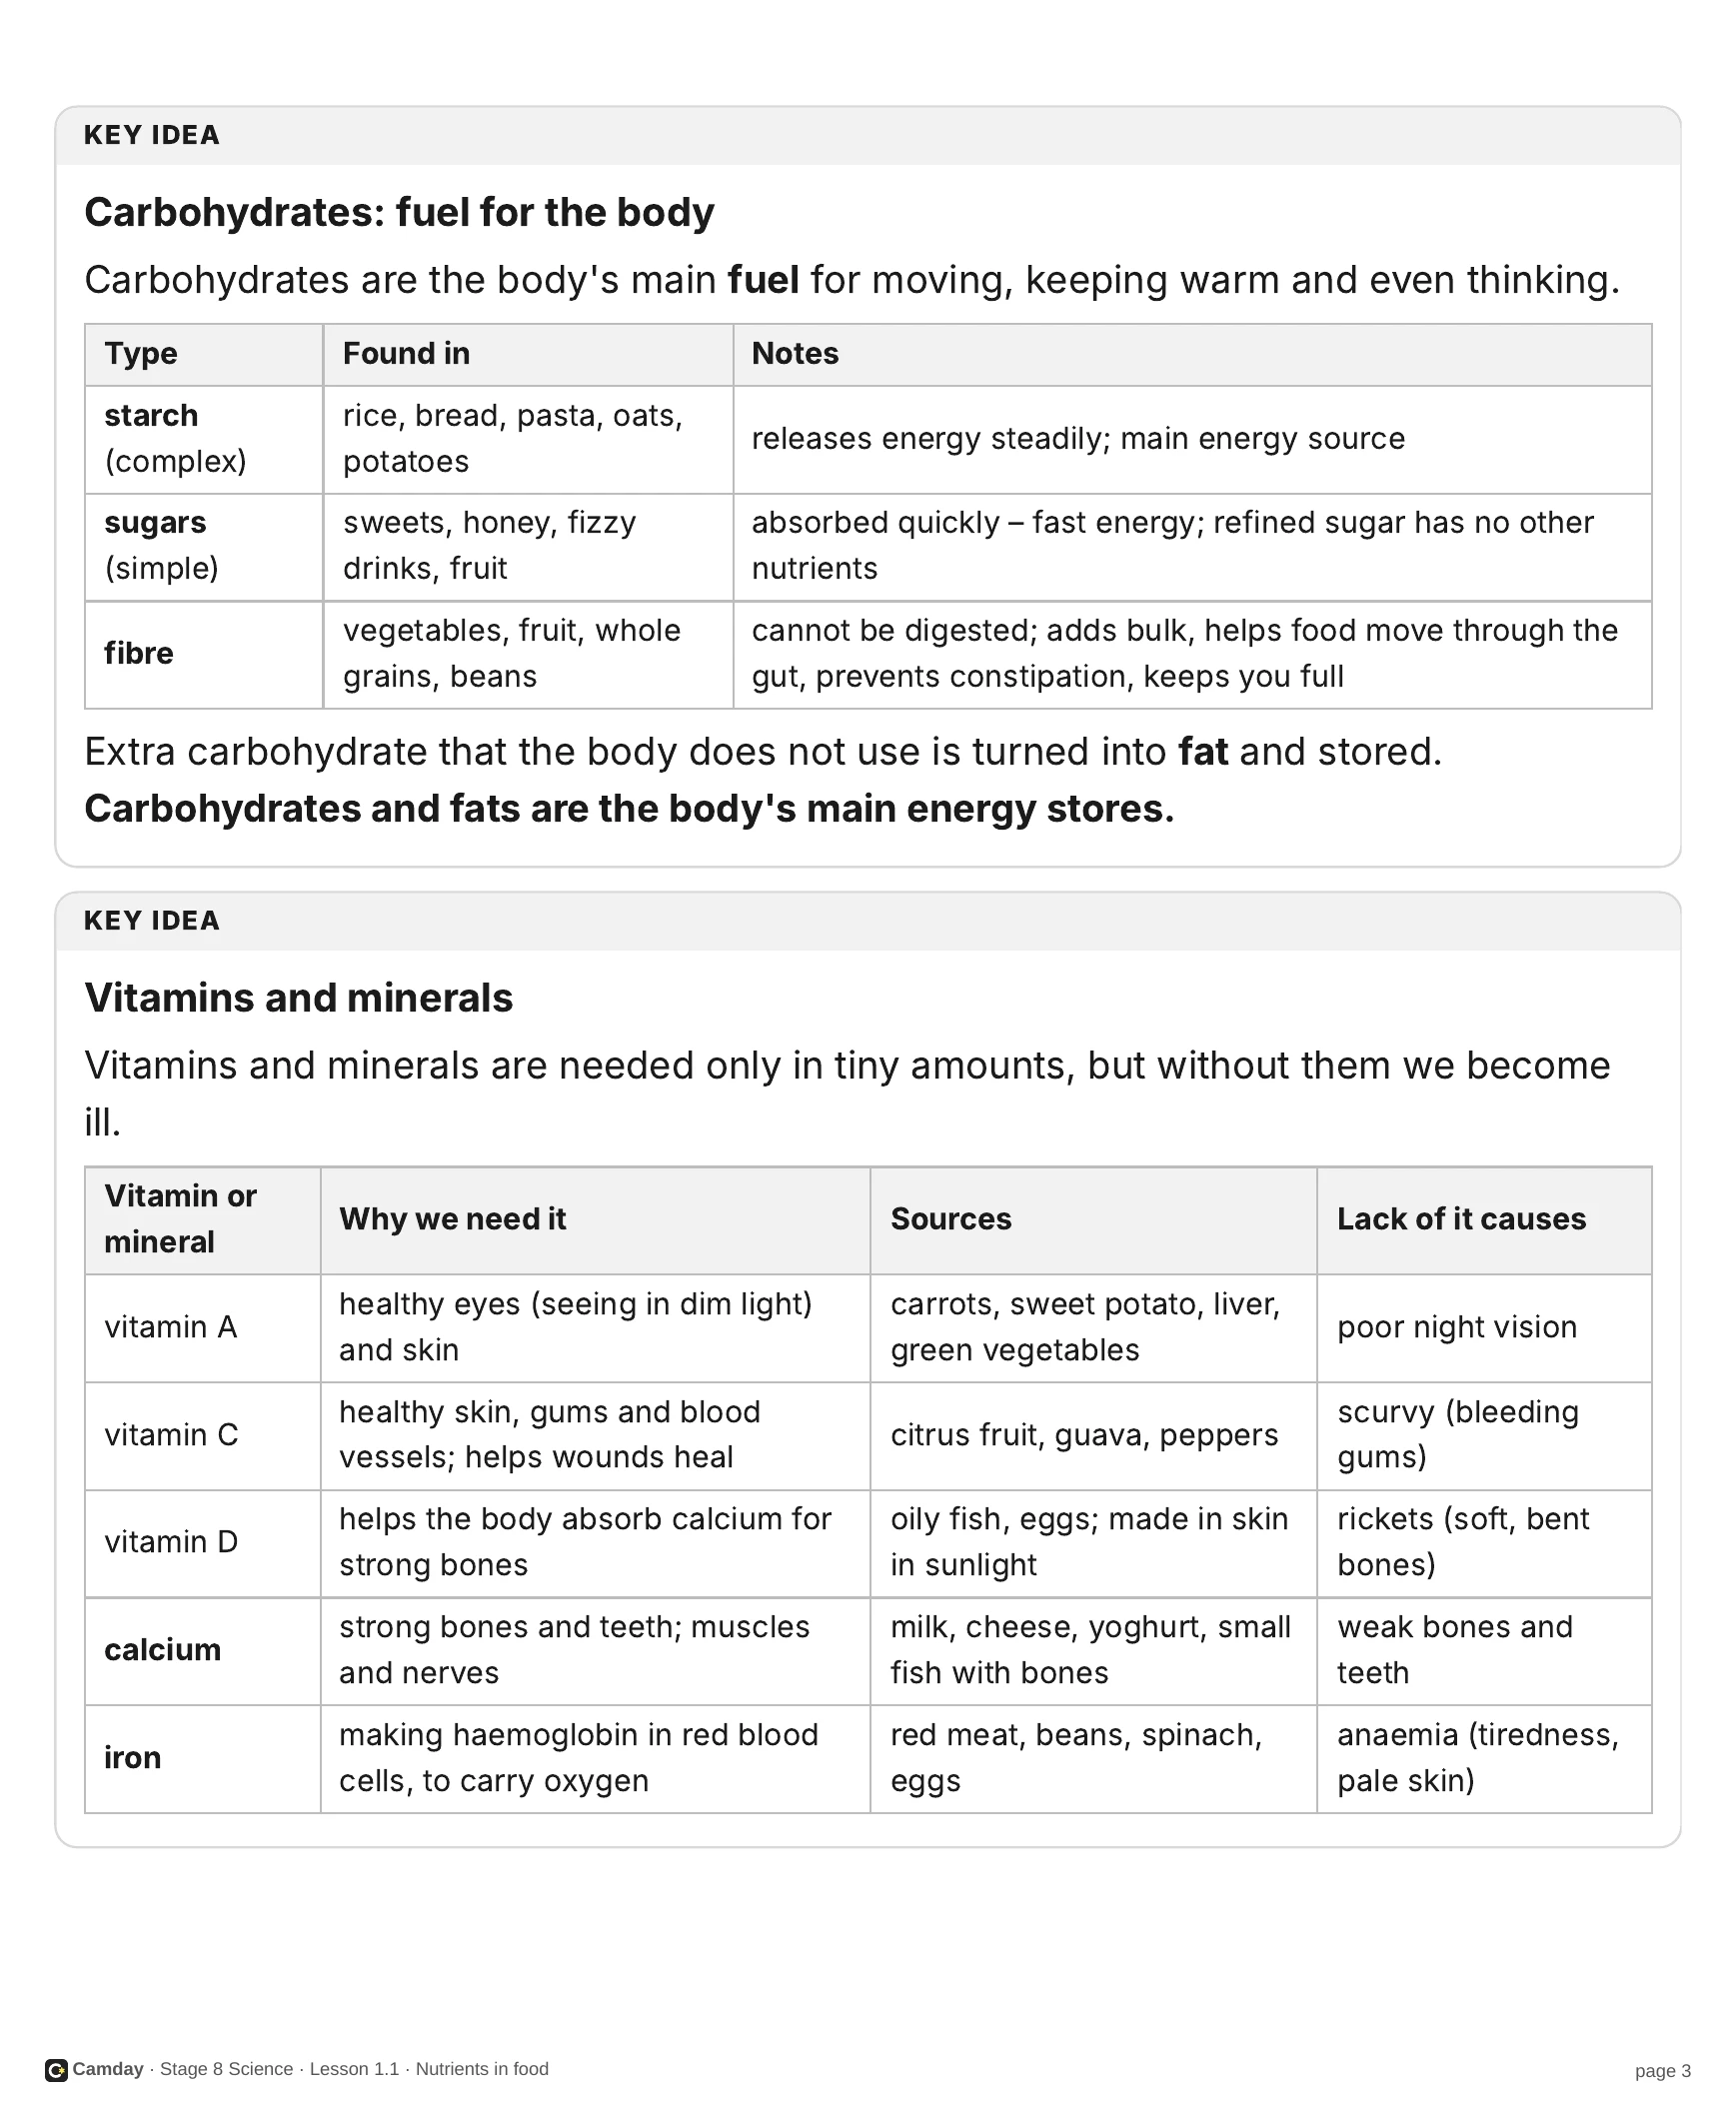 KEY IDEA
Carbohydrates: fuel for the body
Carbohydrates are the body's main fuel for moving, keeping warm and even thinking.
Type Found in Notes
starch (complex) rice, bread, pasta, oats, potatoes releases energy steadily; main energy source
sugars (simple) sweets, honey, fizzy drinks, fruit absorbed quickly – fast energy; refined sugar has no other nutrients
fibre vegetables, fruit, whole grains, beans cannot be digested; adds bulk, helps food move through the gut, prevents constipation, keeps you full
Extra carbohydrate that the body does not use is turned into fat and stored.
Carbohydrates and fats are the body's main energy stores.
KEY IDEA
Vitamins and minerals
Vitamins and minerals are needed only in tiny amounts, but without them we become
ill.
Vitamin or mineral Why we need it Sources Lack of it causes
vitamin A healthy eyes (seeing in dim light) and skin carrots, sweet potato, liver, green vegetables poor night vision
vitamin C healthy skin, gums and blood vessels; helps wounds heal citrus fruit, guava, peppers scurvy (bleeding gums)
vitamin D helps the body absorb calcium for strong bones oily fish, eggs; made in skin in sunlight rickets (soft, bent bones)
calcium strong bones and teeth; muscles and nerves milk, cheese, yoghurt, small fish with bones weak bones and teeth
iron making haemoglobin in red blood cells, to carry oxygen red meat, beans, spinach, eggs anaemia (tiredness, pale skin)
Camday · Stage 8 Science · Lesson 1.1 · Nutrients in food page 3